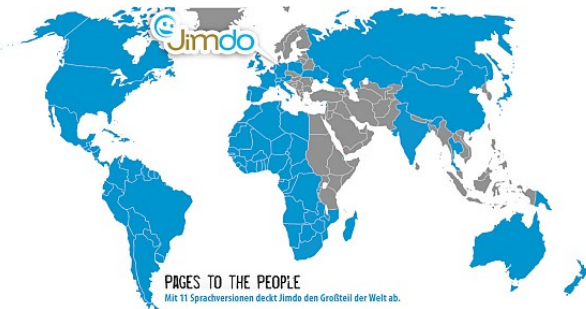 Jimdo
PAGES TO THE PEOPLE
Mit 11 Sprachversionen deckt Jimdo den Großteil der Welt ab.